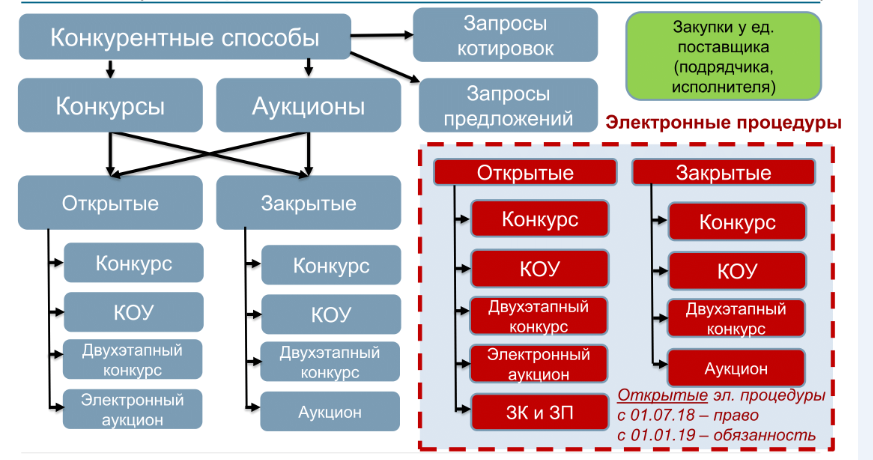 Конкурентные способы
Запросы
котировок
Закупки у ед.
поставщика
(подрядчика,
исполнителя)
Конкурсы
Аукционы
Запросы
предложений
Электронные процедуры
Открытые
Закрытые
Конкурс
КОУ
Двухэтапный
конкурс
Электронный
аукцион
Конкурс
КОУ
Двухэтапный
конкурс
Аукцион
Открытые
Конкурс
КОУ
Двухэтапный
конкурс
Электронный
аукцион
ЗК и ЗП
Закрытые
Конкурс
КОУ
Двухэтапный
конкурс
Аукцион
Открытые эл. процедуры
с 01.07.18 – право
с 01.01.19 – обязанность